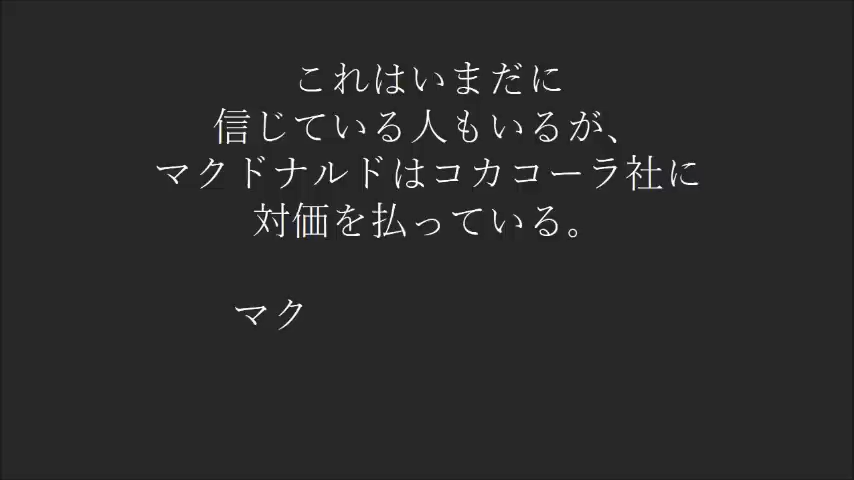 これはいまだに
信じている人もいるが、
マクドナルドはコカコーラ社に
対価を払っている。
マク